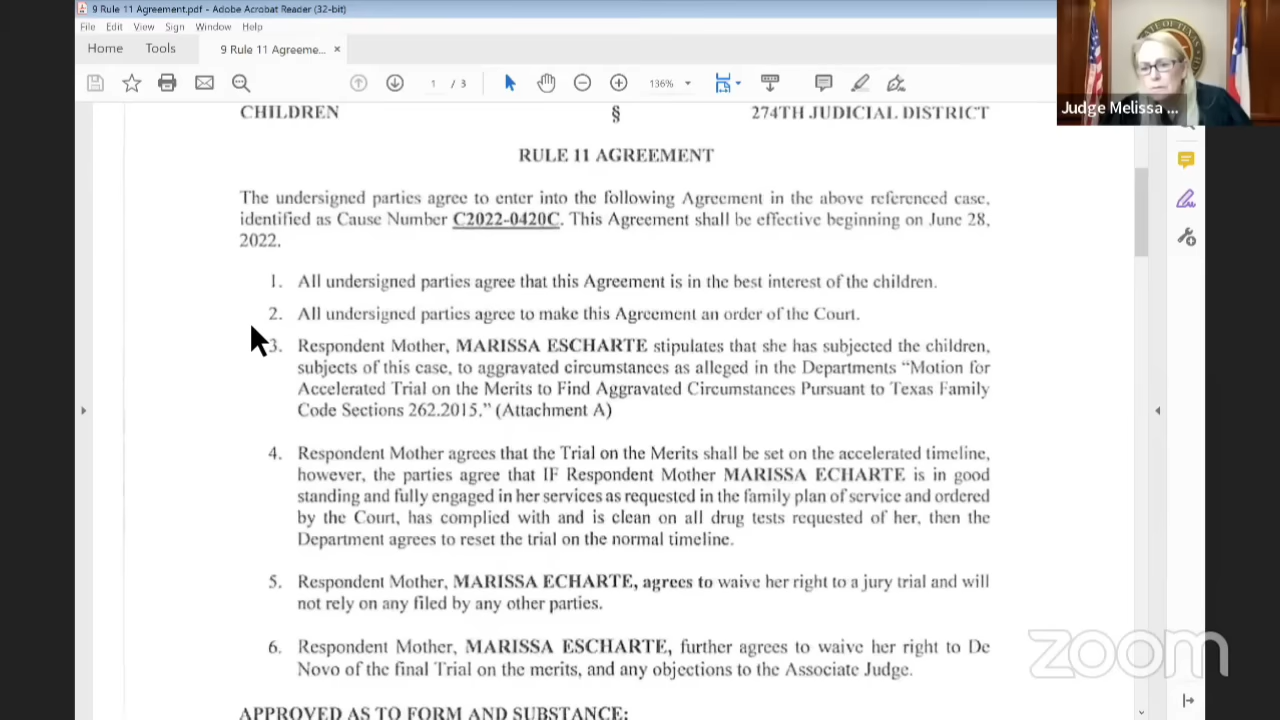 9 Rule 11 Agreement.pdf - Adobe Acrobat Reader (32-bit)
File Edit View Sign Window Help
Home Tools 9 Rule 11 Agreeme... ×
1 / 3 136%
Judge Melissa ...
CHILDREN § 274TH JUDICIAL DISTRICT
RULE 11 AGREEMENT
The undersigned parties agree to enter into the following Agreement in the above referenced case,
identified as Cause Number C2022-0420C. This Agreement shall be effective beginning on June 28,
2022.
1. All undersigned parties agree that this Agreement is in the best interest of the children.
2. All undersigned parties agree to make this Agreement an order of the Court.
3. Respondent Mother, MARISSA ESCHARTE stipulates that she has subjected the children,
subjects of this case, to aggravated circumstances as alleged in the Departments “Motion for
Accelerated Trial on the Merits to Find Aggravated Circumstances Pursuant to Texas Family
Code Sections 262.2015.” (Attachment A)
4. Respondent Mother agrees that the Trial on the Merits shall be set on the accelerated timeline,
however, the parties agree that IF Respondent Mother MARISSA ECHARTE is in good
standing and fully engaged in her services as requested in the family plan of service and ordered
by the Court, has complied with and is clean on all drug tests requested of her, then the
Department agrees to reset the trial on the normal timeline.
5. Respondent Mother, MARISSA ECHARTE, agrees to waive her right to a jury trial and will
not rely on any filed by any other parties.
6. Respondent Mother, MARISSA ESCHARTE, further agrees to waive her right to De
Novo of the final Trial on the merits, and any objections to the Associate Judge.
APPROVED AS TO FORM AND SUBSTANCE:
zoom